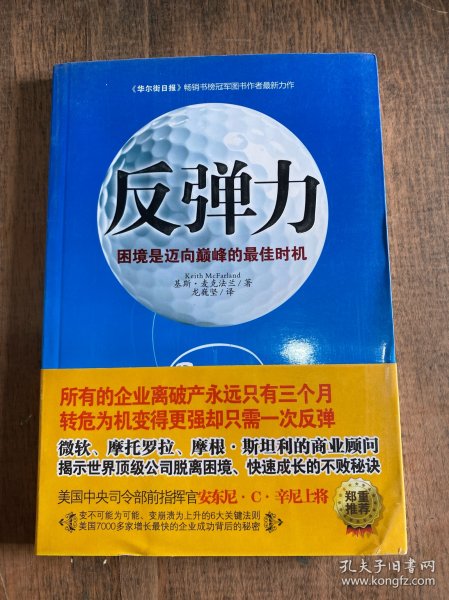 《华尔街日报》畅销书榜冠军图书作者最新力作
反弹力
困境是迈向巅峰的最佳时机
Keith McFarland
基斯·麦克法兰/著
龙巍坚/译
所有的企业离破产永远只有三个月
转危为机变得更强却只需一次反弹
微软、摩托罗拉、摩根·斯坦利的商业顾问
揭示世界顶级公司脱离困境、快速成长的不败秘诀
美国中央司令部前指挥官安东尼·C·辛尼上将
郑重
推荐
变不可能为可能、变崩溃为上升的6大关键法则
美国7000多家增长最快的企业成功背后的秘密
孔夫子旧书网
www.kongfz.com